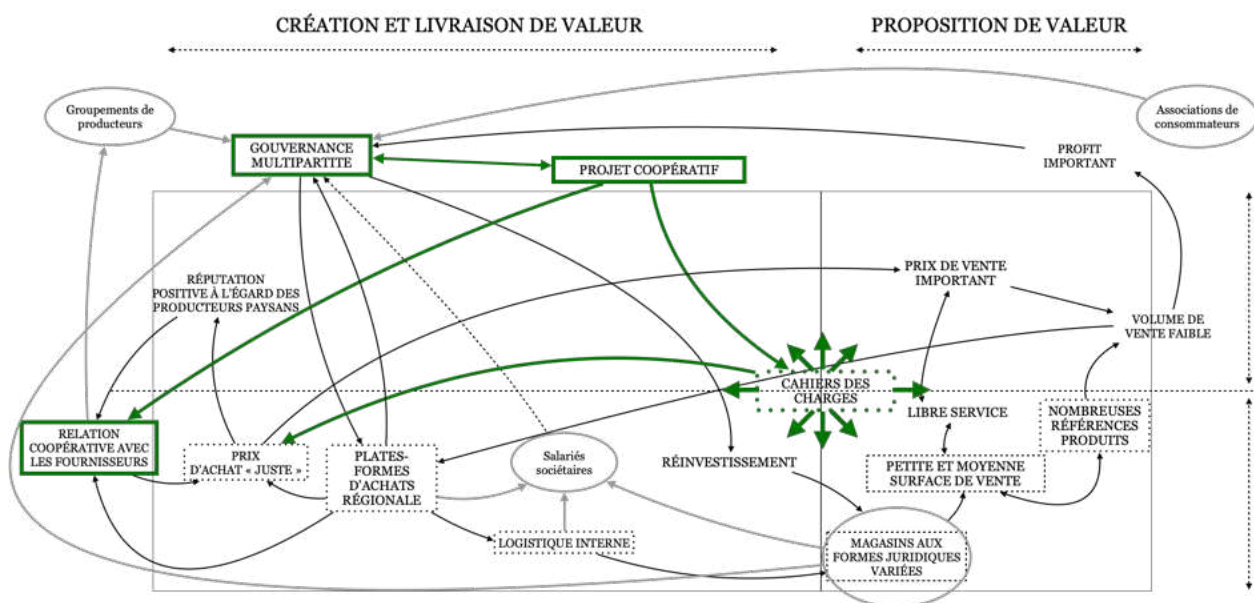 CRÉATION ET LIVRAISON DE VALEUR
PROPOSITION DE VALEUR
Groupements de
producteurs
Associations de
consommateurs
GOUVERNANCE
MULTIPARTITE
PROJET COOPÉRATIF
PROFIT
IMPORTANT
RÉPUTATION
POSITIVE À L'ÉGARD DES
PRODUCTEURS PAYSANS
PRIX DE VENTE
IMPORTANT
VOLUME DE
VENTE FAIBLE
CAHIERS DES
CHARGES
LIBRE SERVICE
NOMBREUSES
RÉFÉRENCES
PRODUITS
RELATION
COOPÉRATIVE AVEC
LES FOURNISSEURS
PRIX
D'ACHAT « JUSTE »
PLATES-
FORMES
D'ACHATS
RÉGIONALE
Salariés
sociétaires
RÉINVESTISSEMENT
PETITE ET MOYENNE
SURFACE DE VENTE
LOGISTIQUE INTERNE
MAGASINS AUX
FORMES JURIDIQUES
VARIÉES